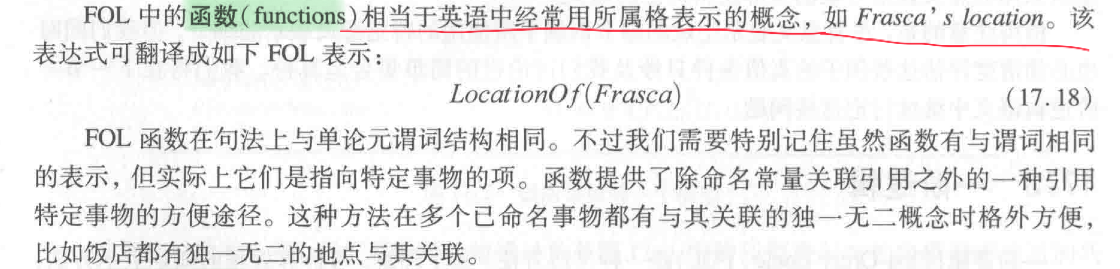 FOL 中的函数(functions)相当于英语中经常用所属格表示的概念，如 Frasca's location。该
表达式可翻译成如下 FOL 表示：
LocationOf(Frasca) (17.18)
FOL 函数在句法上与单论元谓词结构相同。不过我们需要特别记住虽然函数有与谓词相同
的表示，但实际上它们是指向特定事物的项。函数提供了除命名常量关联引用之外的一种引用
特定事物的方便途径。这种方法在多个已命名事物都有与其关联的独一无二概念时格外方便，
比如饭店都有独一无二的地点与其关联。